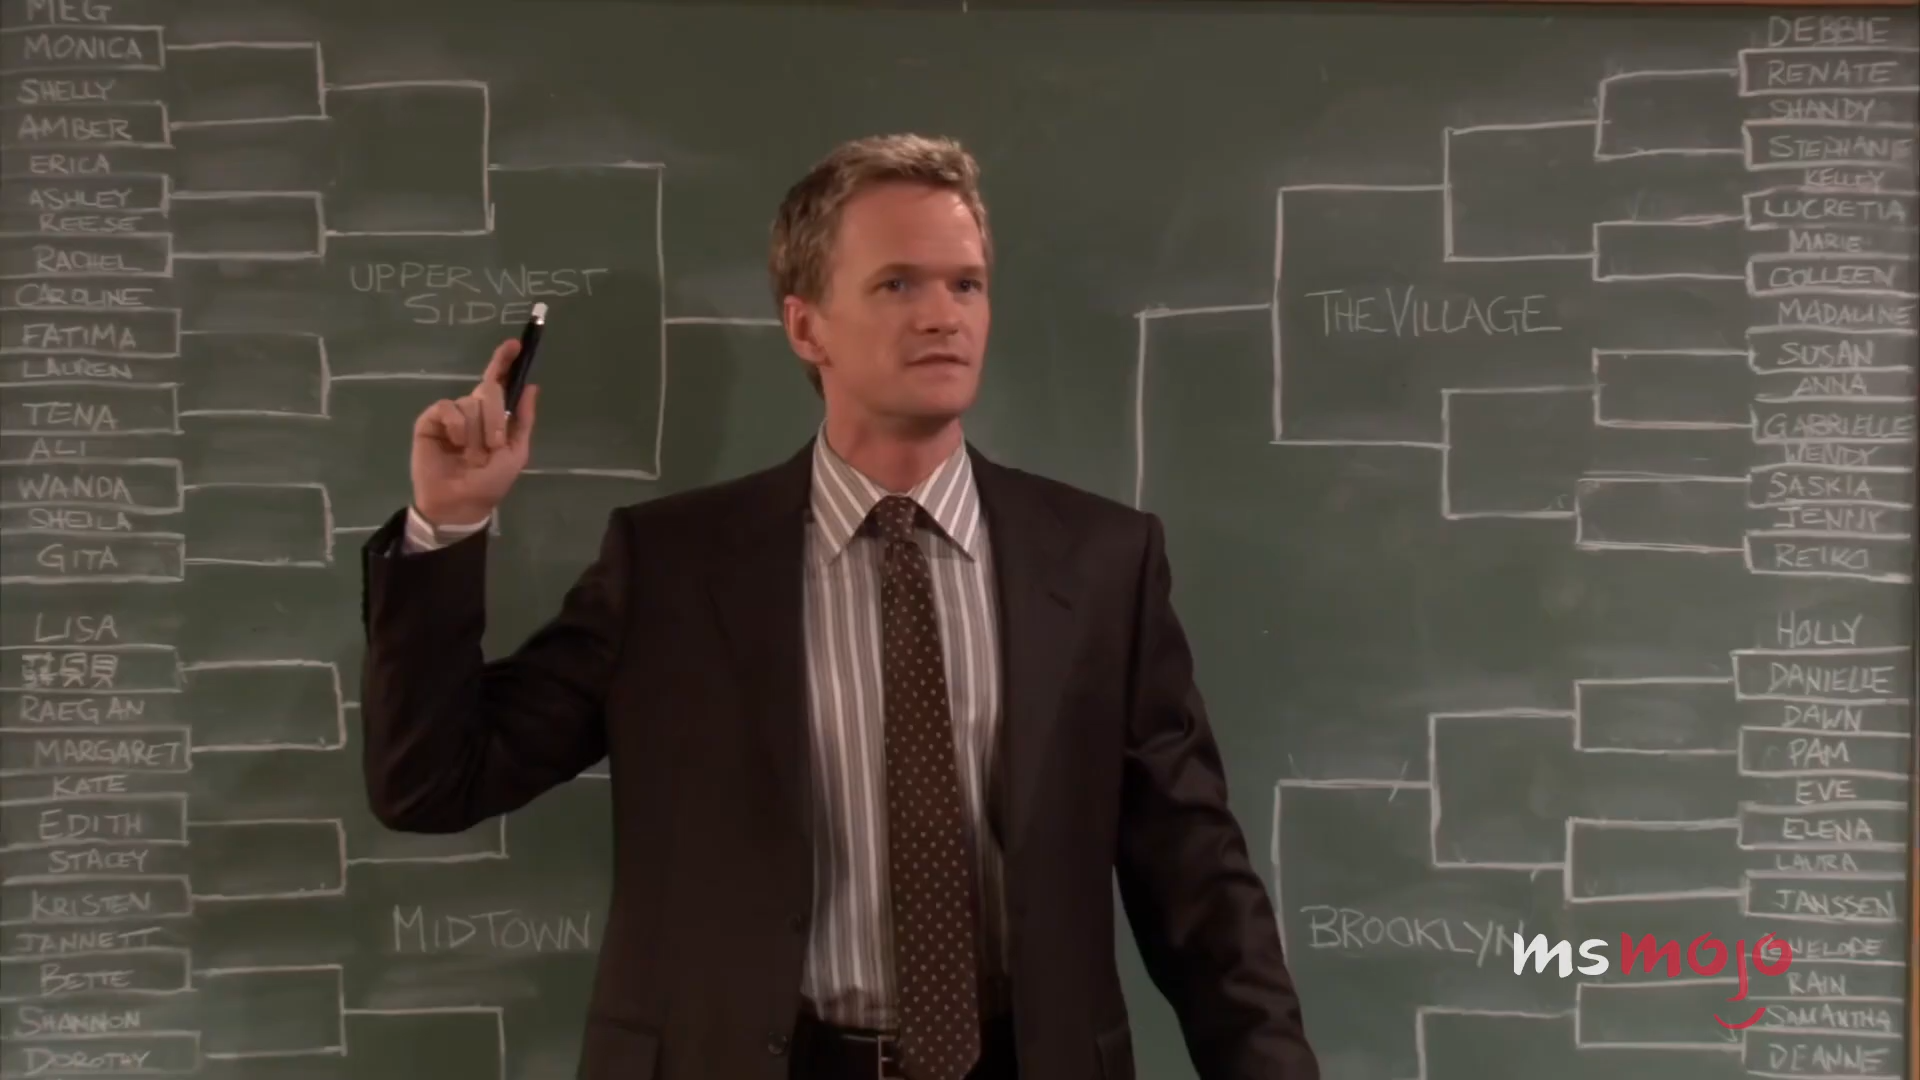 MEG
MONICA
SHELLY
AMBER
ERICA
ASHLEY
REESE
RACHEL
CAROLINE
FATIMA
LAUREN
TENA
ALI
WANDA
SHEILA
GITA
LISA
RAEGAN
MARGARET
KATE
EDITH
STACEY
KRISTEN
JANNETT
BETTE
SHANNON
DOROTHY
UPPER WEST
SIDE
MIDTOWN
THE VILLAGE
BROOKLYN
DEBBIE
RENATE
SHANDY
STEPHANIE
KELLEY
LUCRETIA
MARIE
COLLEEN
MADALINE
SUSAN
ANNA
GABRIELLE
WENDY
SASKIA
JENNY
REIKO
HOLLY
DANIELLE
DAWN
PAM
EVE
ELENA
LAURA
JANSSEN
ENELOPE
RAIN
SAMANTHA
DEANNE
msmojo